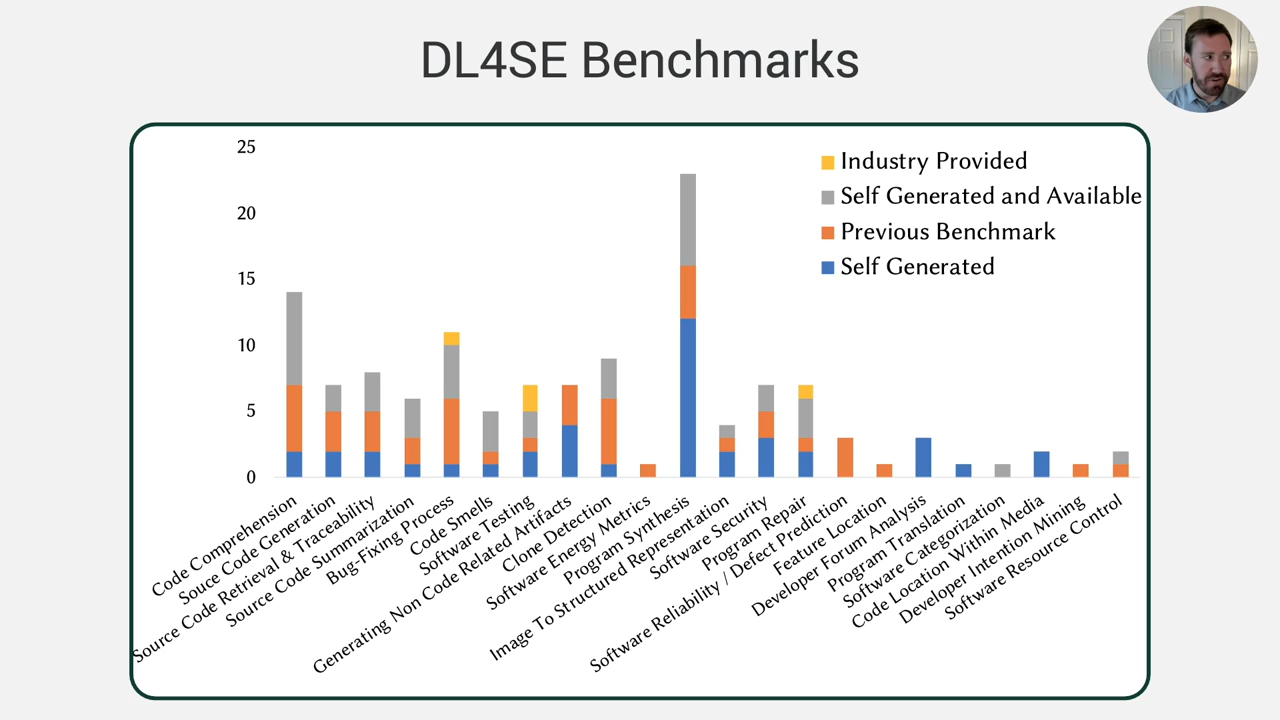 DL4SE Benchmarks
25
20
15
10
5
0
Industry Provided
Self Generated and Available
Previous Benchmark
Self Generated
Code Comprehension
Souce Code Generation
Source Code Retrieval & Traceability
Source Code Summarization
Bug-Fixing Process
Code Smells
Software Testing
Generating Non Code Related Artifacts
Clone Detection
Software Energy Metrics
Program Synthesis
Image To Structured Representation
Software Security
Program Repair
Software Reliability / Defect Prediction
Feature Location
Developer Forum Analysis
Program Translation
Software Categorization
Code Location Within Media
Developer Intention Mining
Software Resource Control